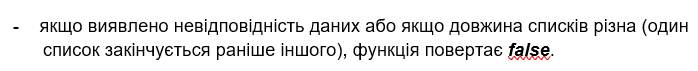 - якщо виявлено невідповідність даних або якщо довжина списків різна (один
список закінчується раніше іншого), функція повертає false.